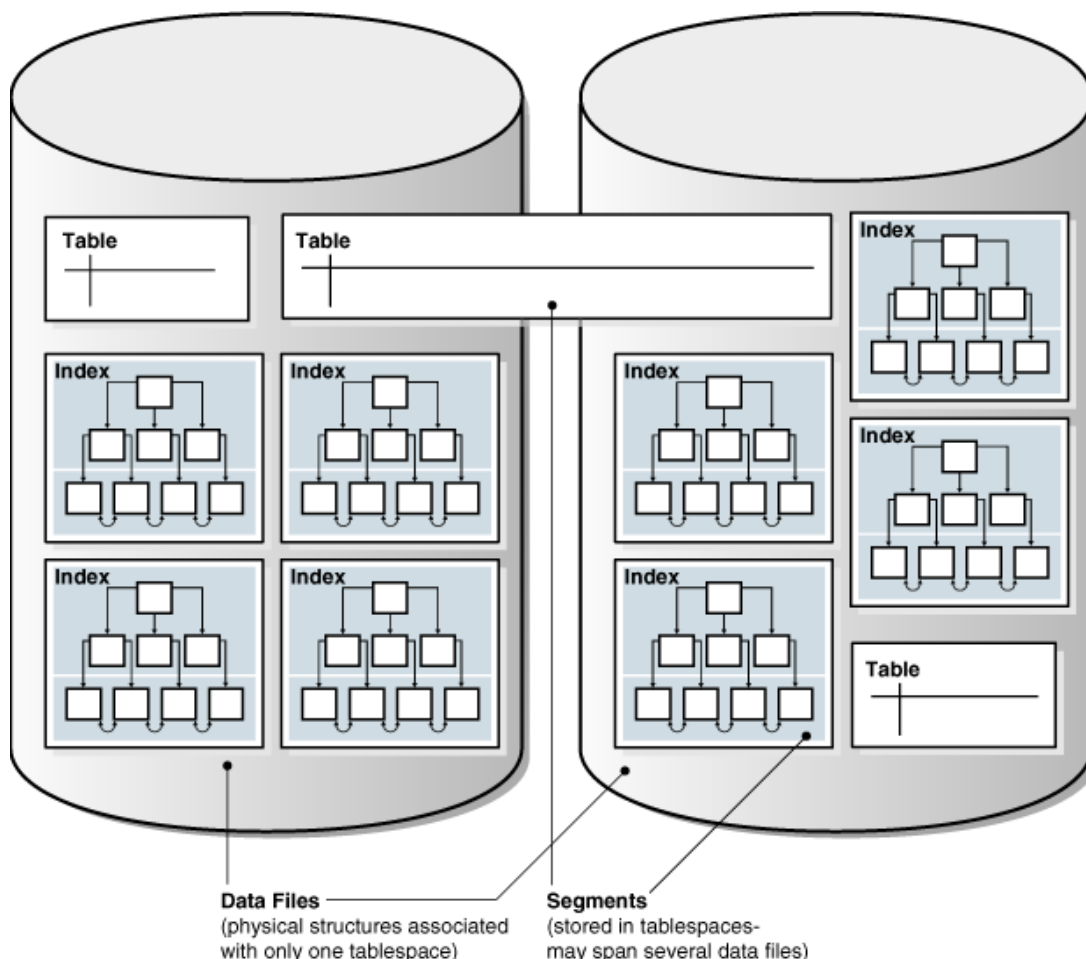 Table
Table
Index
Index
Index
Index
Index
Index
Index
Index
Table
Data Files
(physical structures associated
with only one tablespace)
Segments
(stored in tablespaces-
may span several data files)